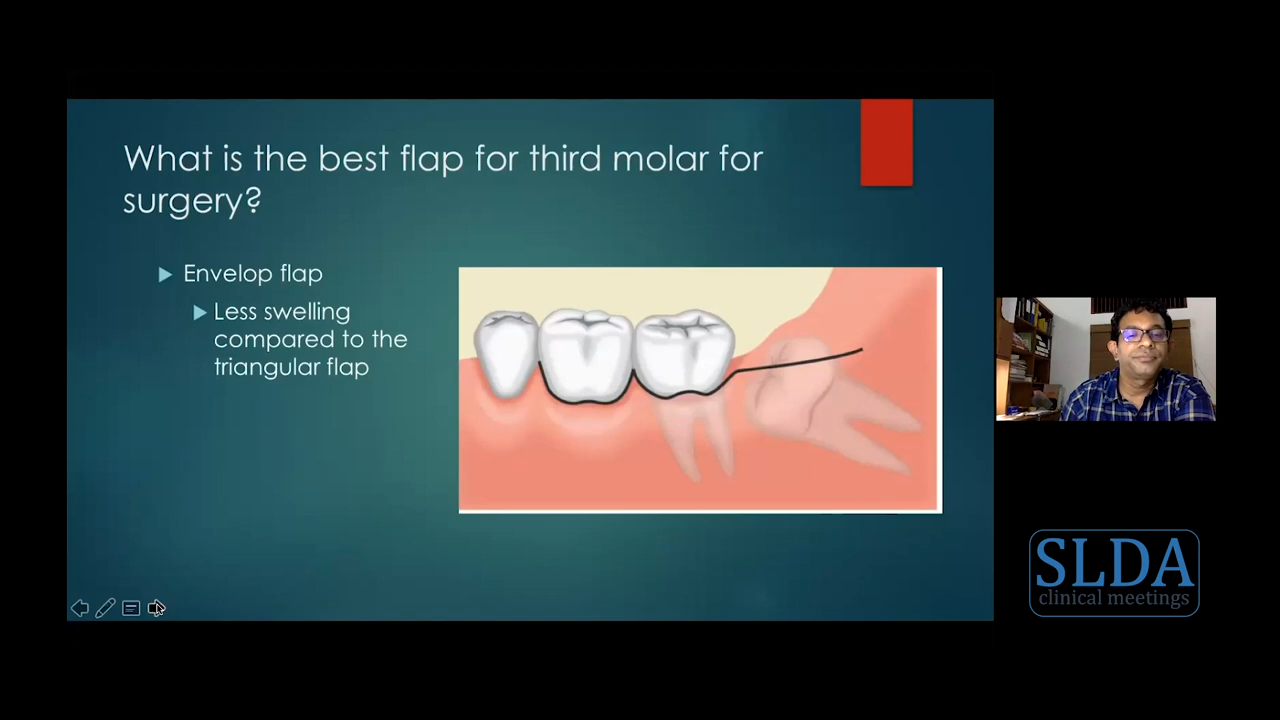 What is the best flap for third molar for
surgery?
Envelop flap
Less swelling
compared to the
triangular flap
SLDA
clinical meetings